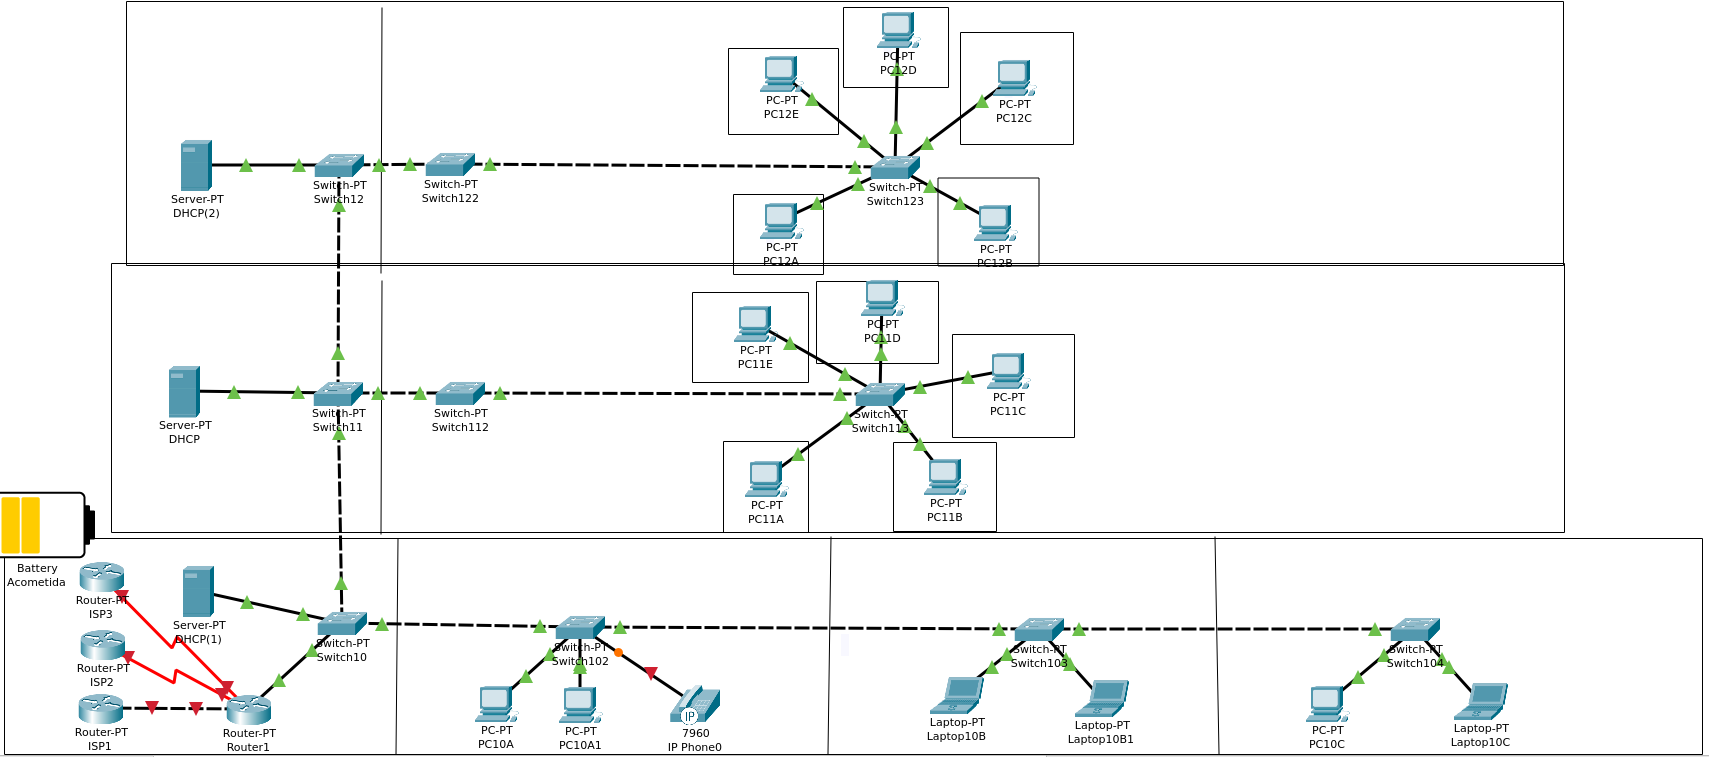 PC-PT
PC12D
PC-PT
PC12E
PC-PT
PC12C
Server-PT
DHCP(2)
Switch-PT
Switch12
Switch-PT
Switch122
Switch-PT
Switch123
PC-PT
PC12A
PC-PT
PC12B
PC-PT
PC11D
PC-PT
PC11E
PC-PT
PC11C
Server-PT
DHCP
Switch-PT
Switch11
Switch-PT
Switch112
Switch-PT
Switch113
PC-PT
PC11A
PC-PT
PC11B
Battery
Acometida
Router-PT
ISP3
Server-PT
DHCP(1)
Router-PT
ISP2
Router-PT
ISP1
Router-PT
Router1
Switch-PT
Switch10
Switch-PT
Switch102
PC-PT
PC10A
PC-PT
PC10A1
IP
7960
IP Phone0
Switch-PT
Switch103
Laptop-PT
Laptop10B
Laptop-PT
Laptop10B1
Switch-PT
Switch104
PC-PT
PC10C
Laptop-PT
Laptop10C